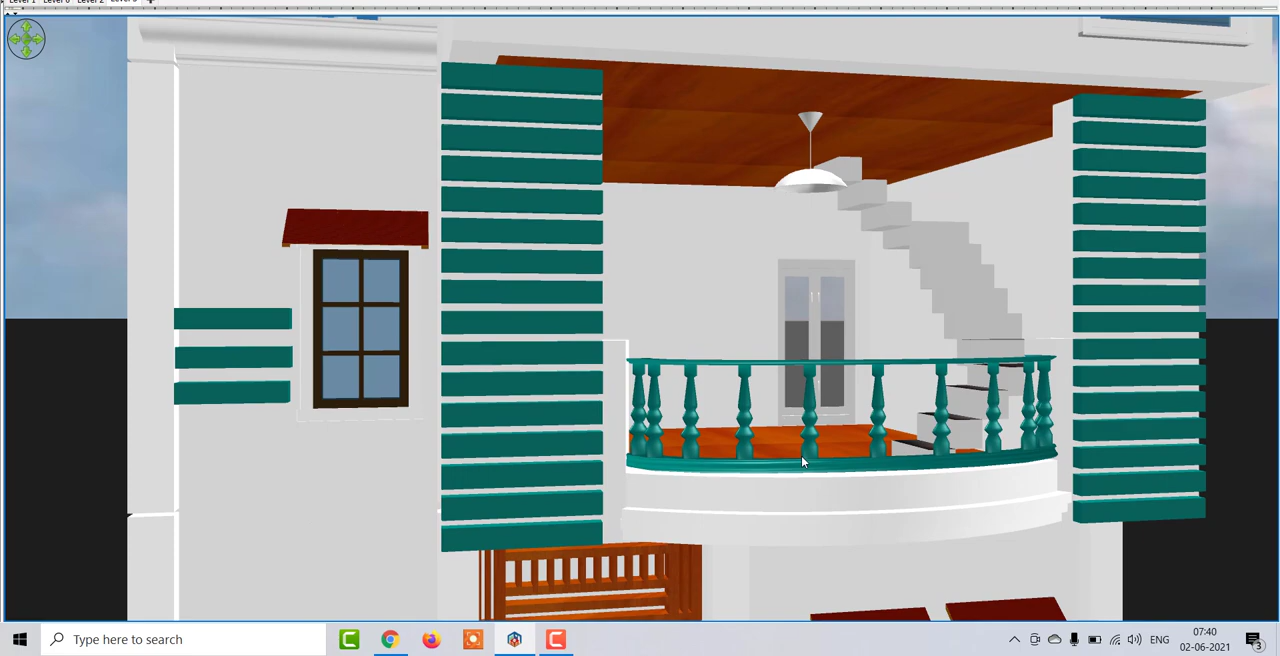 Level 1 Level 0 Level 2
Type here to search
ENG
07:40
02-06-2021
3